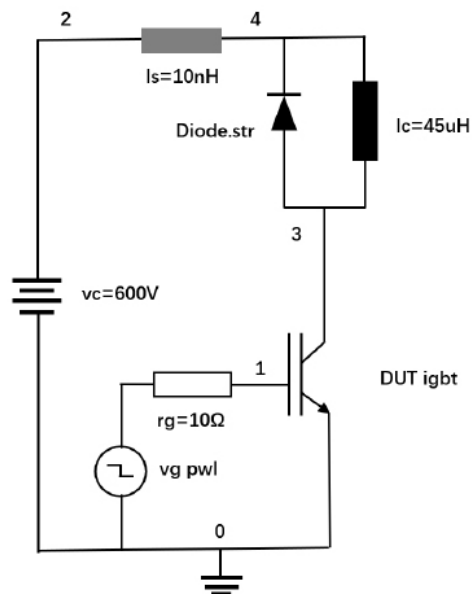 2
4
ls=10nH
Diode.str
lc=45uH
3
vc=600V
1
DUT igbt
rg=10Ω
vg pwl
0